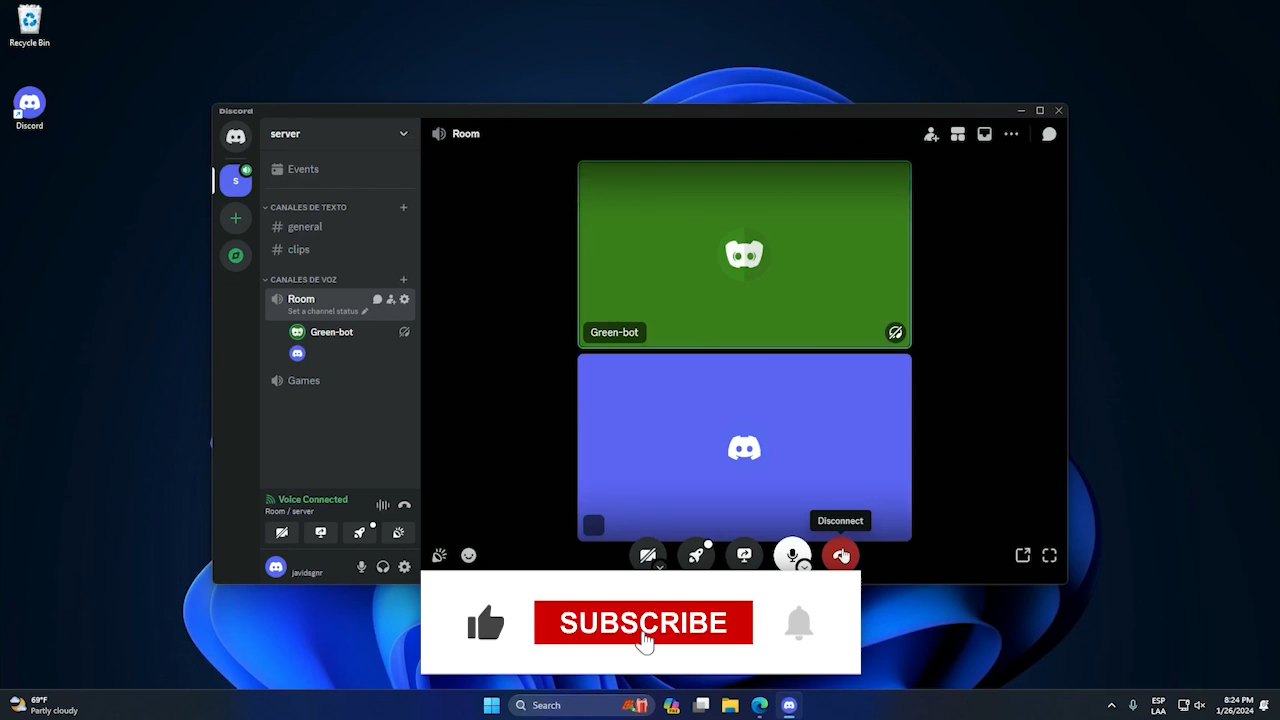 Recycle Bin
Discord
Discord
server
Room
Events
CANALES DE TEXTO
general
clips
CANALES DE VOZ
Room
Set a channel status
Green-bot
Games
Green-bot
S
Disconnect
Voice Connected
Room / server
javidsgnr
SUBSCRIBE
69°F
Partly cloudy
Search
ESP
LAA
8:24 PM
1/26/2024